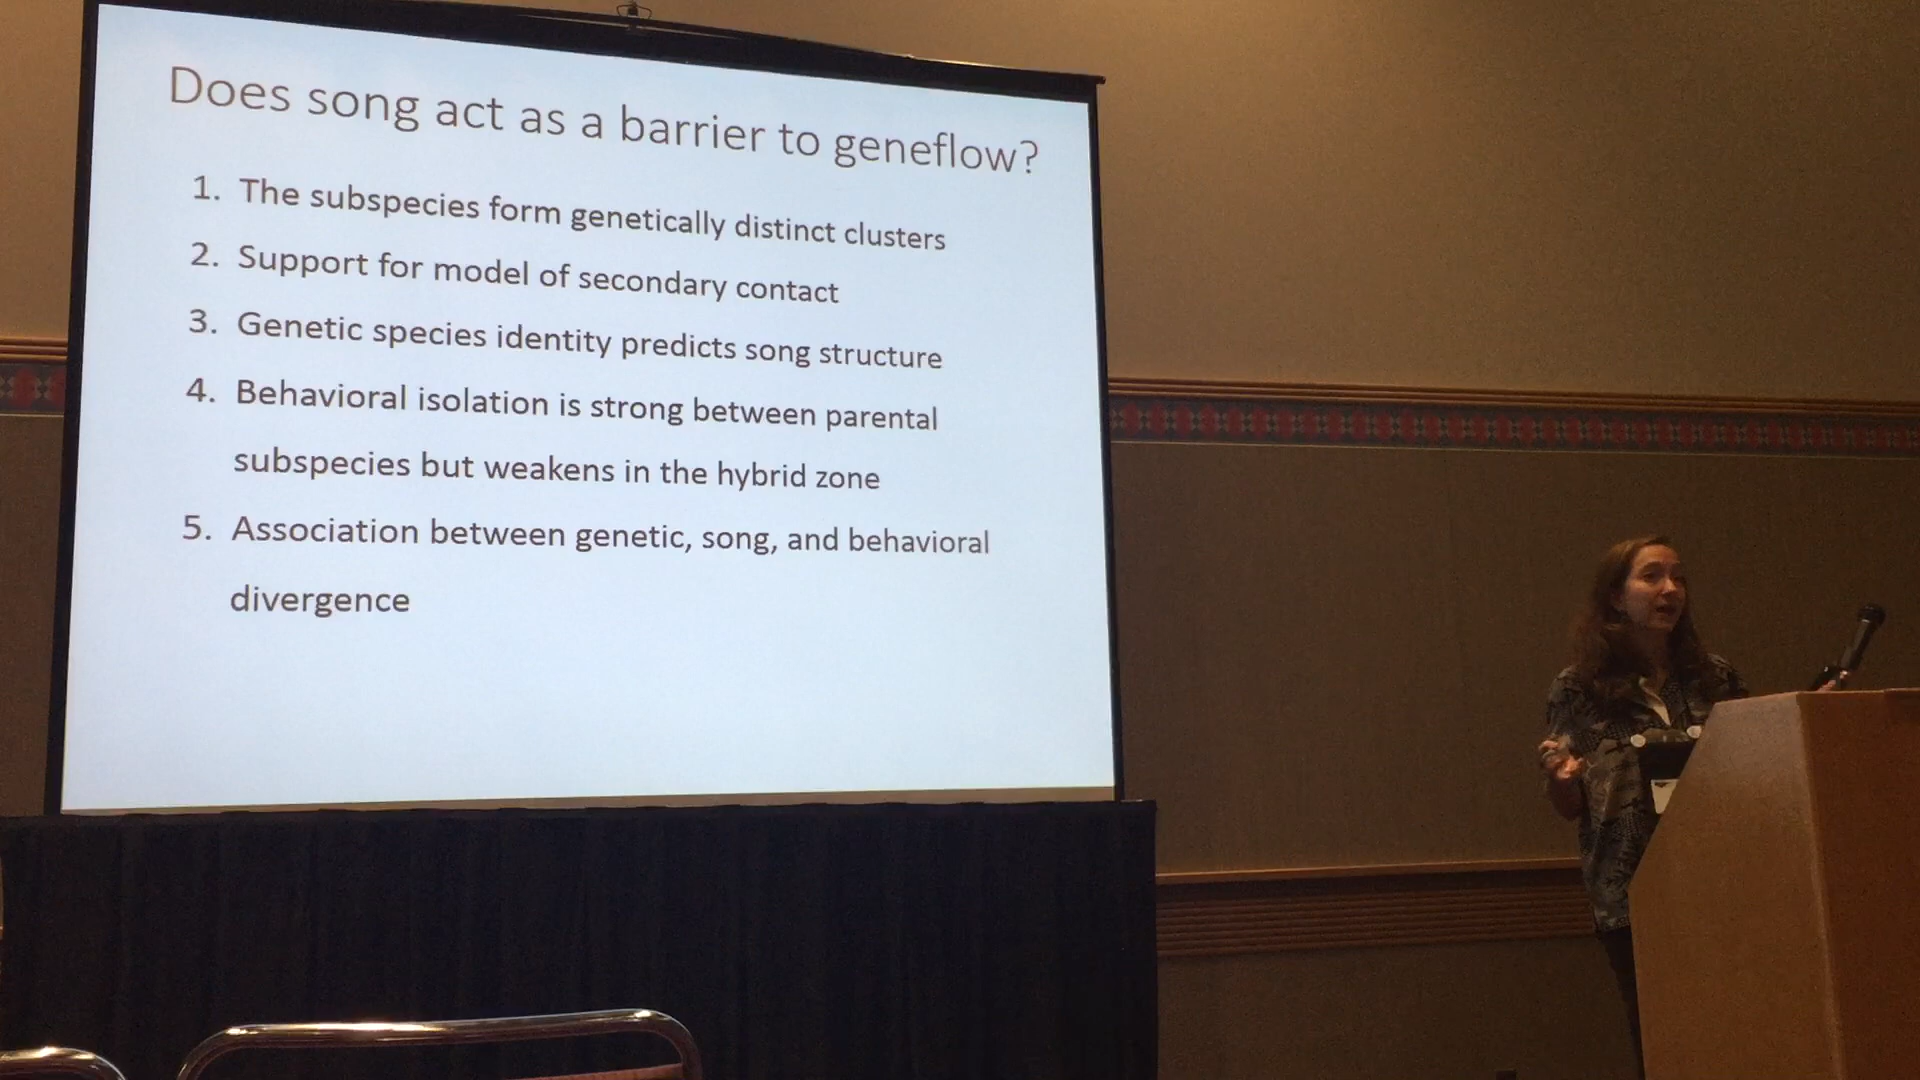 Does song act as a barrier to geneflow?
1. The subspecies form genetically distinct clusters
2. Support for model of secondary contact
3. Genetic species identity predicts song structure
4. Behavioral isolation is strong between parental
subspecies but weakens in the hybrid zone
5. Association between genetic, song, and behavioral
divergence